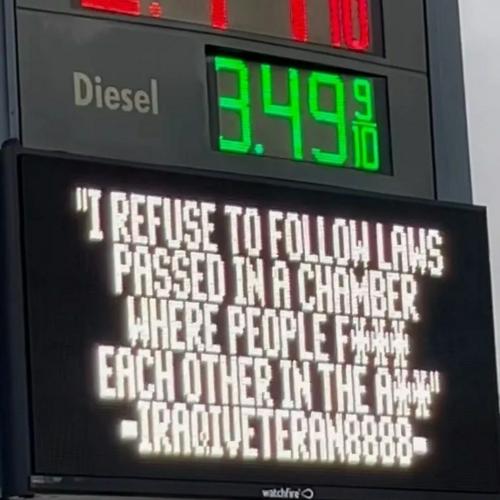 Diesel
3.49 9/10
"I REFUSE TO FOLLOW LAWS
PASSED IN A CHAMBER
WHERE PEOPLE F***
EACH OTHER IN THE A**"
-IRAQIVETERAN8888-
watchfire